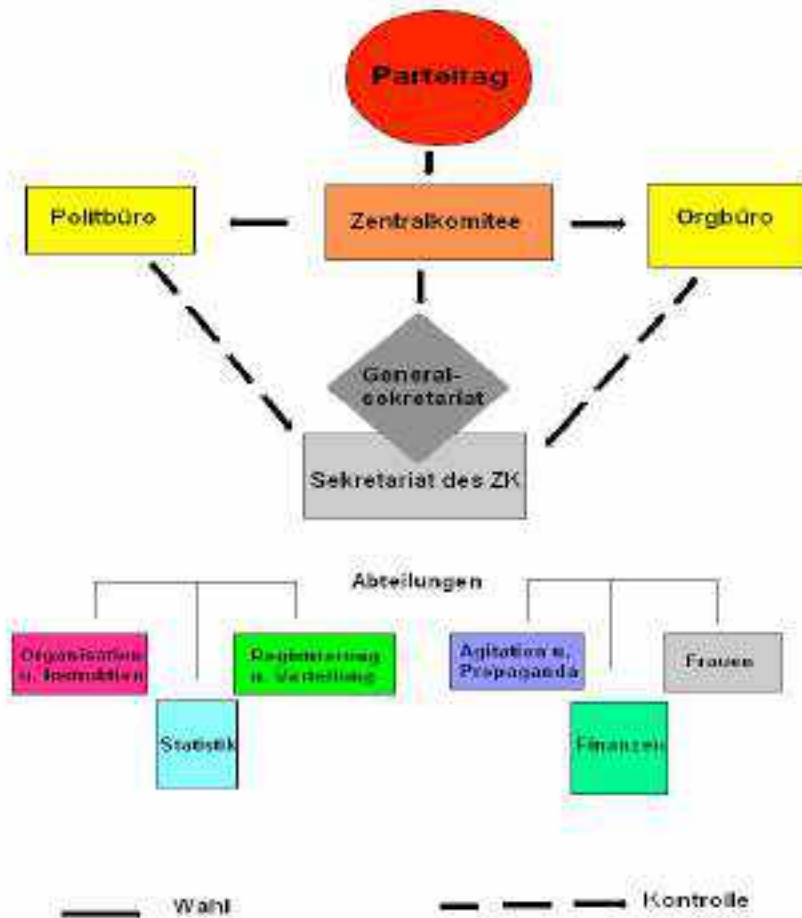 Parteitag
Politbüro
Zentralkomitee
Orgbüro
General-
sekretariat
Sekretariat des ZK
Abteilungen
Organisation
u. Instruktion
Registrierung
u. Verteilung
Agitation u.
Propaganda
Frauen
Statistik
Finanzen
Wahl
Kontrolle